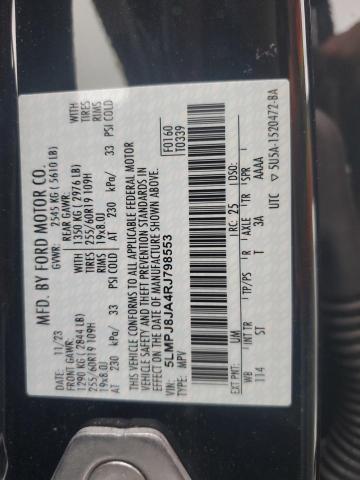 MFD. BY FORD MOTOR CO.
DATE: 11/23 GVWR: 2545 KG ( 5610 LB)
FRONT GAWR: REAR GAWR:
1290 KG ( 2844 LB) 1350 KG ( 2976 LB) WITH TIRES
255/60R19 109H 255/60R19 109H TIRES
19x8.0J 19x8.0J RIMS
AT 230 kPa/ 33 PSI COLD AT 230 kPa/ 33 PSI COLD
THIS VEHICLE CONFORMS TO ALL APPLICABLE FEDERAL MOTOR
VEHICLE SAFETY AND THEFT PREVENTION STANDARDS IN
EFFECT ON THE DATE OF MANUFACTURE SHOWN ABOVE.
VIN: 5LMPJ8JA4RJ798553
TYPE: MPV
F0160
T0339
EXT PNT: UM RC: 25 DSO:
WB INT TR TP/PS R AXLE TR SPR
114 5T T 3A AAAA
UTC 5U5A-1520472-BA